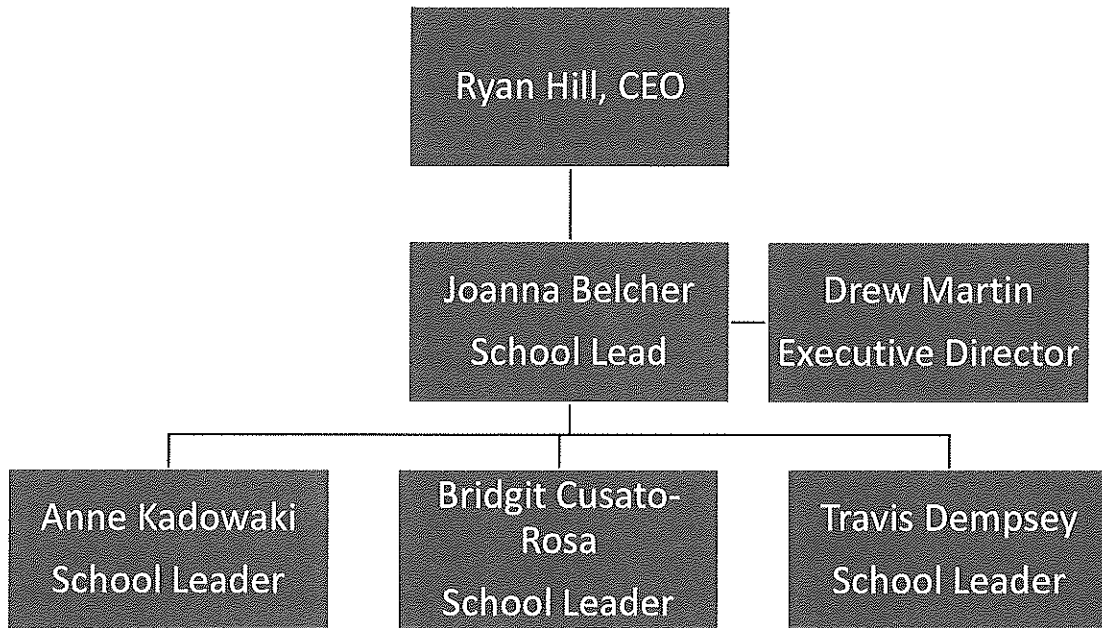 Ryan Hill, CEO
Joanna Belcher
School Lead
Drew Martin
Executive Director
Anne Kadowaki
School Leader
Bridgit Cusato-
Rosa
School Leader
Travis Dempsey
School Leader